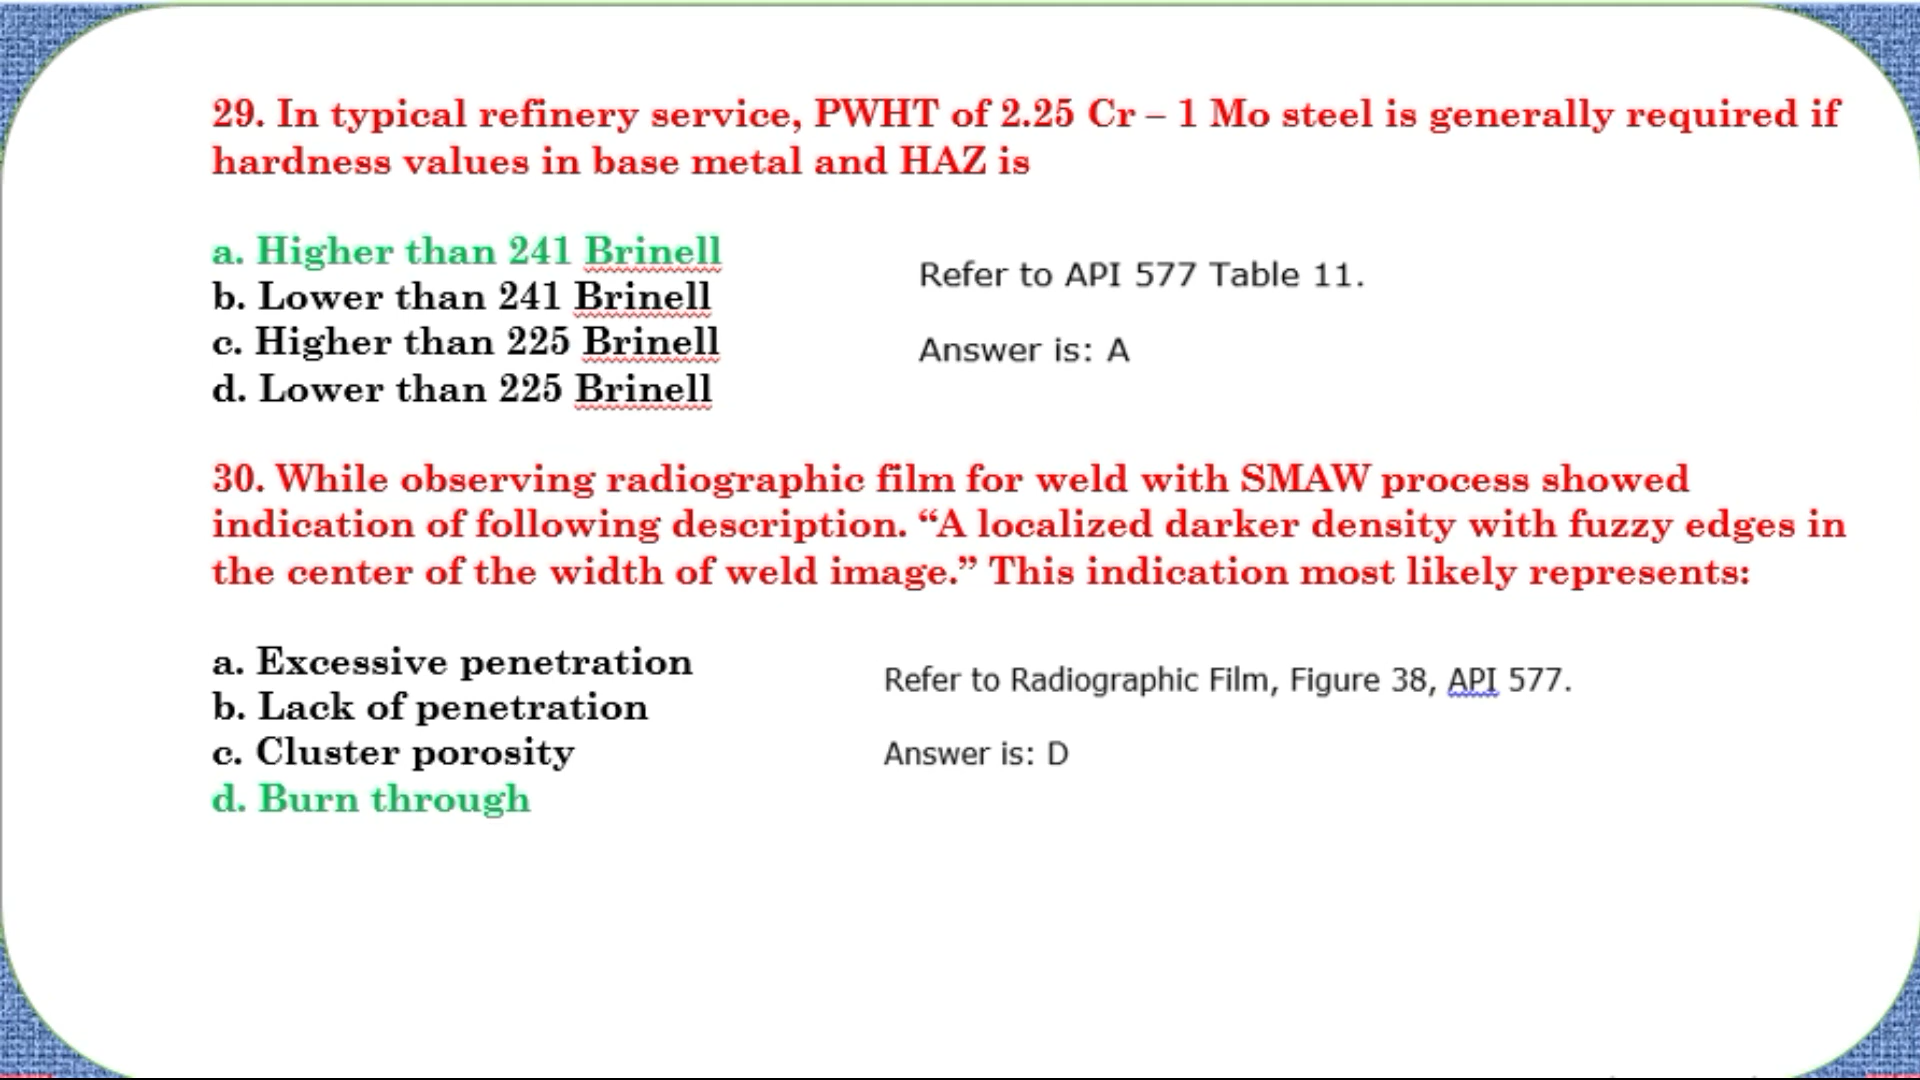 29. In typical refinery service, PWHT of 2.25 Cr – 1 Mo steel is generally required if
hardness values in base metal and HAZ is
a. Higher than 241 Brinell
b. Lower than 241 Brinell
c. Higher than 225 Brinell
d. Lower than 225 Brinell
Refer to API 577 Table 11.
Answer is: A
30. While observing radiographic film for weld with SMAW process showed
indication of following description. “A localized darker density with fuzzy edges in
the center of the width of weld image.” This indication most likely represents:
a. Excessive penetration
b. Lack of penetration
c. Cluster porosity
d. Burn through
Refer to Radiographic Film, Figure 38, API 577.
Answer is: D